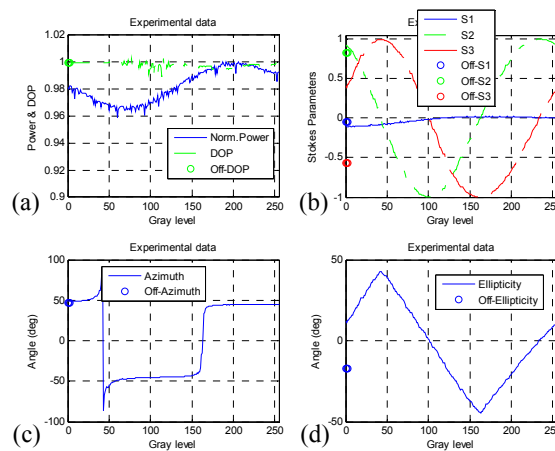 Experimental data
1.02
1
0.98
0.96
0.94
0.92
0.9
Power & DOP
Norm.Power
DOP
Off-DOP
0 50 100 150 200 250
Gray level
(a)
1
0.5
0
-0.5
-1
Stokes Parameters
S1
S2
S3
Off-S1
Off-S2
Off-S3
0 50 100 150 200 250
Gray level
(b)
Experimental data
100
50
0
-50
-100
Angle (deg)
Azimuth
Off-Azimuth
0 50 100 150 200 250
Gray level
(c)
Experimental data
50
0
-50
Angle (deg)
Ellipticity
Off-Ellipticity
0 50 100 150 200 250
Gray level
(d)